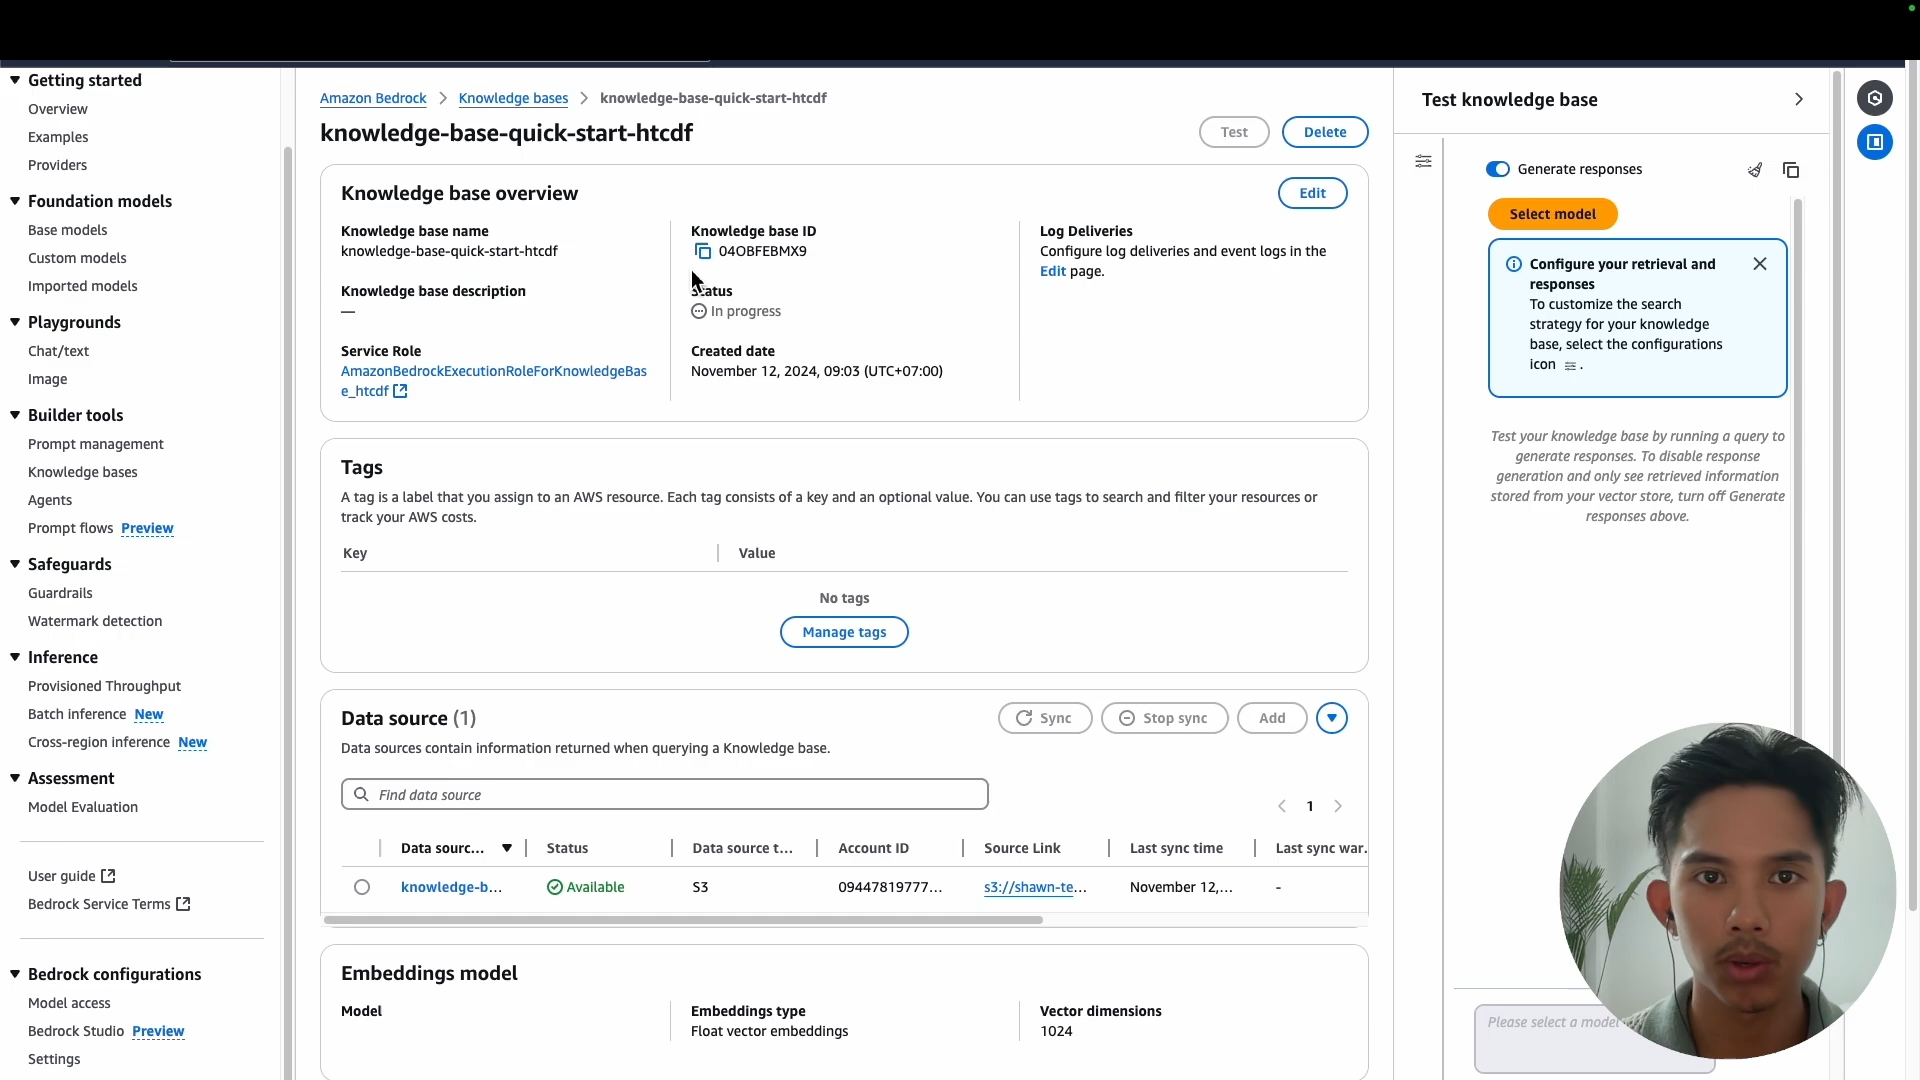 Getting started
Overview
Examples
Providers
Foundation models
Base models
Custom models
Imported models
Playgrounds
Chat/text
Image
Builder tools
Prompt management
Knowledge bases
Agents
Prompt flows Preview
Safeguards
Guardrails
Watermark detection
Inference
Provisioned Throughput
Batch inference New
Cross-region inference New
Assessment
Model Evaluation
User guide
Bedrock Service Terms
Bedrock configurations
Model access
Bedrock Studio Preview
Settings
Amazon Bedrock > Knowledge bases > knowledge-base-quick-start-htcdf
knowledge-base-quick-start-htcdf
Test
Delete
Knowledge base overview
Edit
Knowledge base name
knowledge-base-quick-start-htcdf
Knowledge base description
—
Service Role
AmazonBedrockExecutionRoleForKnowledgeBas
e_htcdf
Knowledge base ID
04OBFEBMX9
Status
In progress
Created date
November 12, 2024, 09:03 (UTC+07:00)
Log Deliveries
Configure log deliveries and event logs in the
Edit page.
Tags
A tag is a label that you assign to an AWS resource. Each tag consists of a key and an optional value. You can use tags to search and filter your resources or
track your AWS costs.
Key
Value
No tags
Manage tags
Data source (1)
Sync
Stop sync
Add
Data sources contain information returned when querying a Knowledge base.
Find data source
1
Data sourc...
Status
Data source t...
Account ID
Source Link
Last sync time
Last sync war.
knowledge-b...
Available
S3
09447819777...
s3://shawn-te...
November 12,...
-
Embeddings model
Model
Embeddings type
Float vector embeddings
Vector dimensions
1024
Test knowledge base
Generate responses
Select model
Configure your retrieval and
responses
To customize the search
strategy for your knowledge
base, select the configurations
icon .
Test your knowledge base by running a query to
generate responses. To disable response
generation and only see retrieved information
stored from your vector store, turn off Generate
responses above.
Please select a model